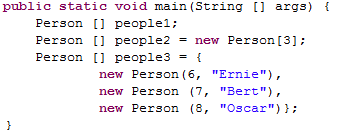 public static void main(String [] args) {
Person [] people1;
Person [] people2 = new Person[3];
Person [] people3 = {
new Person(6, "Ernie"),
new Person (7, "Bert"),
new Person (8, "Oscar")};
}